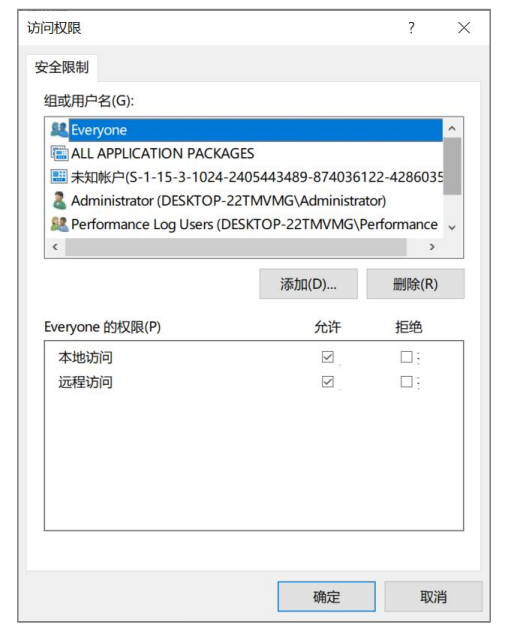 访问权限
?
安全限制
组或用户名(G):
Everyone
ALL APPLICATION PACKAGES
未知帐户(S-1-15-3-1024-2405443489-874036122-4286035
Administrator (DESKTOP-22TMVMG\Administrator)
Performance Log Users (DESKTOP-22TMVMG\Performance
添加(D)... 删除(R)
Everyone 的权限(P) 允许 拒绝
本地访问
远程访问
确定 取消